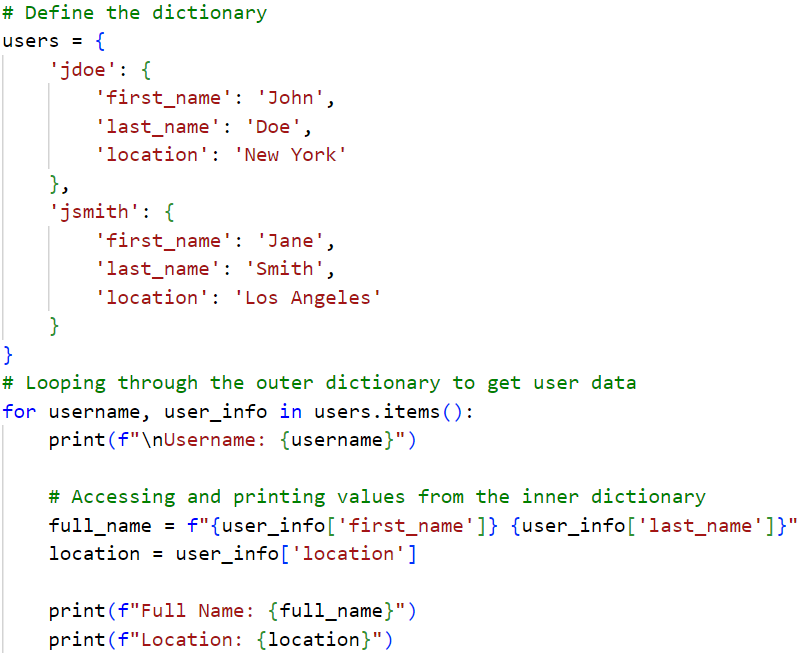 # Define the dictionary
users = {
    'jdoe': {
        'first_name': 'John',
        'last_name': 'Doe',
        'location': 'New York'
    },
    'jsmith': {
        'first_name': 'Jane',
        'last_name': 'Smith',
        'location': 'Los Angeles'
    }
}
# Looping through the outer dictionary to get user data
for username, user_info in users.items():
    print(f"\nUsername: {username}")

    # Accessing and printing values from the inner dictionary
    full_name = f"{user_info['first_name']} {user_info['last_name']}"
    location = user_info['location']

    print(f"Full Name: {full_name}")
    print(f"Location: {location}")